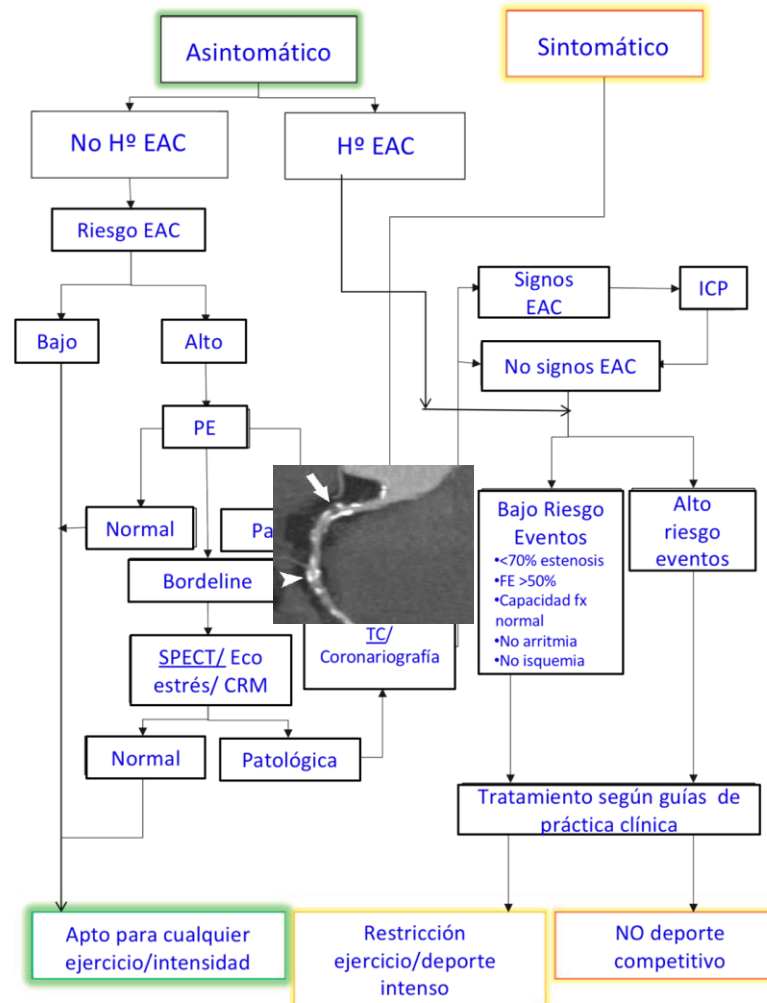 Asintomático
Sintomático
No Hº EAC
Hº EAC
Riesgo EAC
Signos
EAC
ICP
Bajo
Alto
No signos EAC
PE
Normal
Bordeline
Bajo Riesgo
Eventos
•<70% estenosis
•FE >50%
•Capacidad fx
normal
•No arritmia
•No isquemia
Alto
riesgo
eventos
TC/
Coronariografía
SPECT/ Eco
estrés/ CRM
Normal
Patológica
Tratamiento según guías de
práctica clínica
Apto para cualquier
ejercicio/intensidad
Restricción
ejercicio/deporte
intenso
NO deporte
competitivo